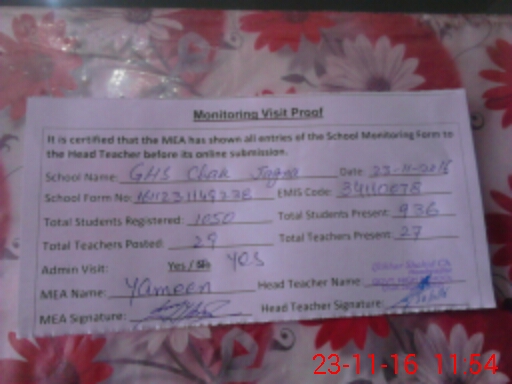 Monitoring Visit Proof
It is certified that the MEA has shown all entries of the School Monitoring Form to
the Head Teacher before its online submission.
School Name: GHS Chak Date: 23-11-2016
School Form No: EMIS Code: 34110078
Total Students Registered: 1050 Total Students Present: 936
Total Teachers Posted: 29 Total Teachers Present: 27
Admin Visit: Yes / No Yes
MEA Name: Yameen Head Teacher Name:
MEA Signature: Head Teacher Signature:
23-11-16 11:54